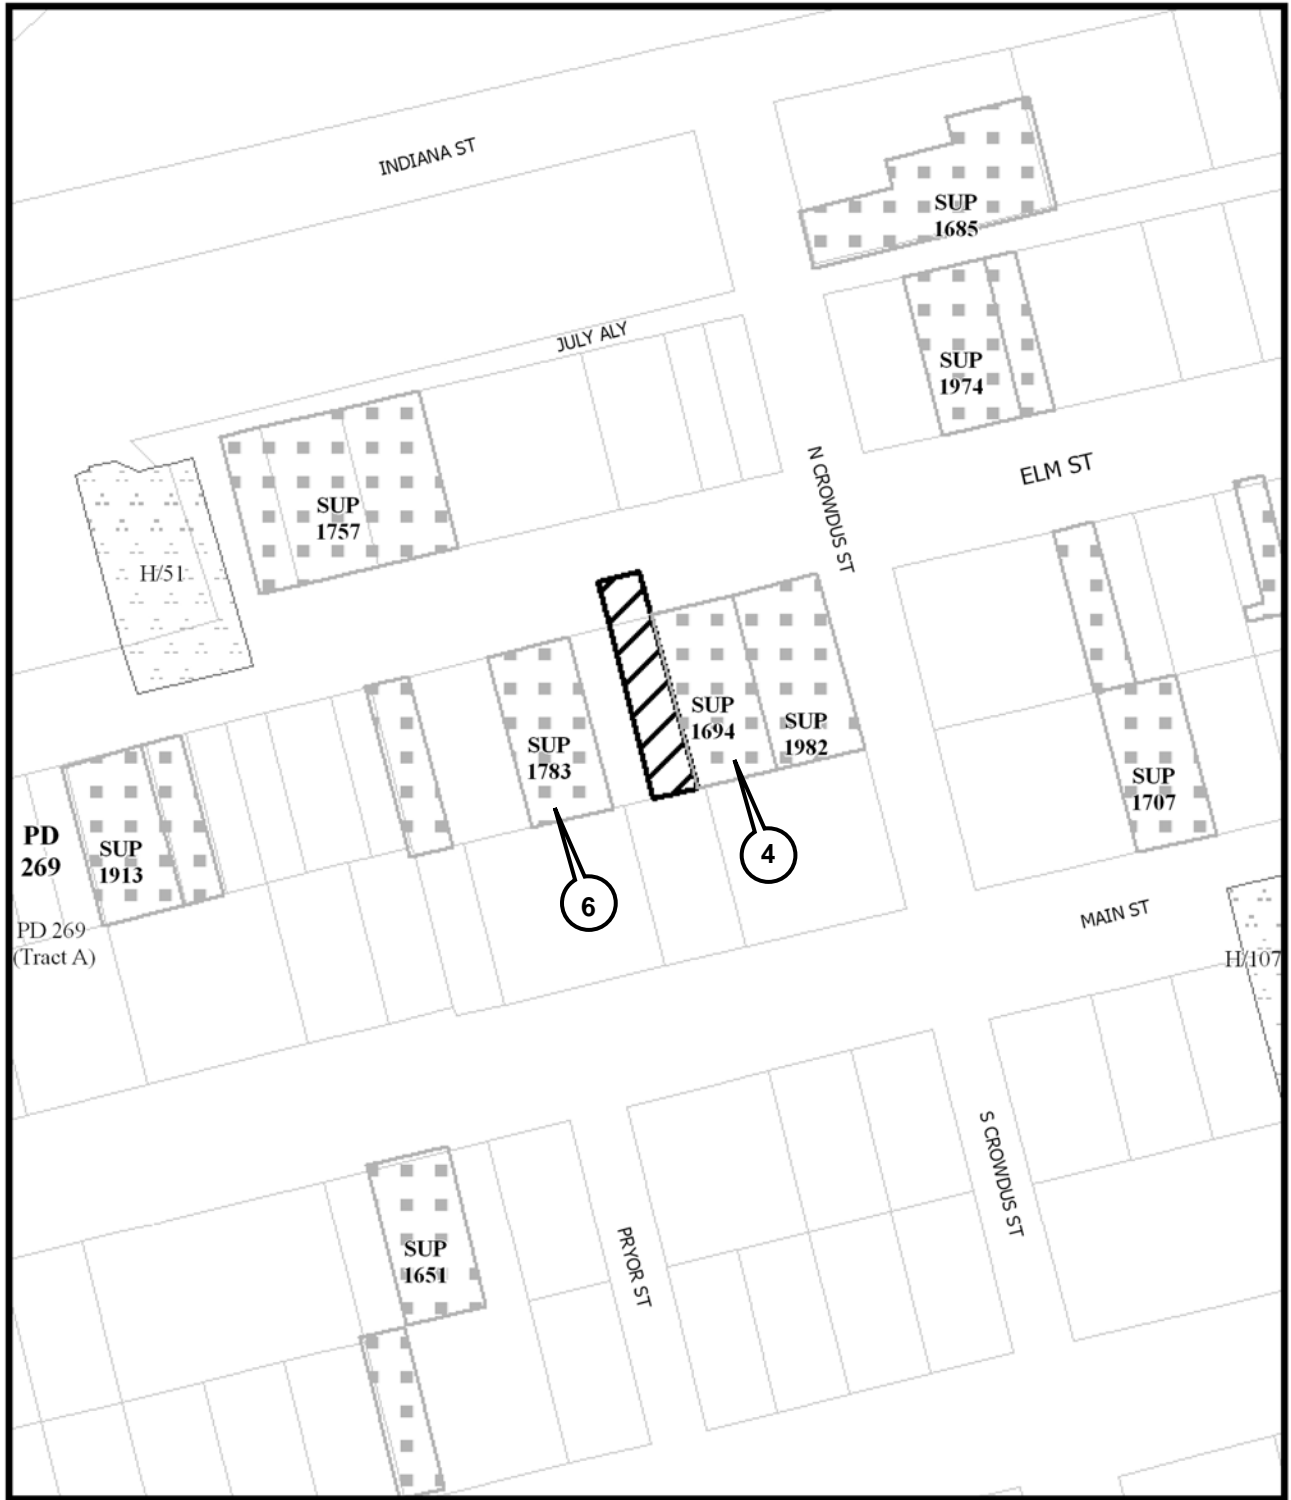 INDIANA ST
SUP
1685
JULY ALY
SUP
1974
N CROWDUS ST
ELM ST
SUP
1757
H/51
SUP
1694
SUP
1982
SUP
1783
SUP
1707
PD
269
SUP
1913
4
6
MAIN ST
PD 269
(Tract A)
H/107
S CROWDUS ST
PRYOR ST
SUP
1651